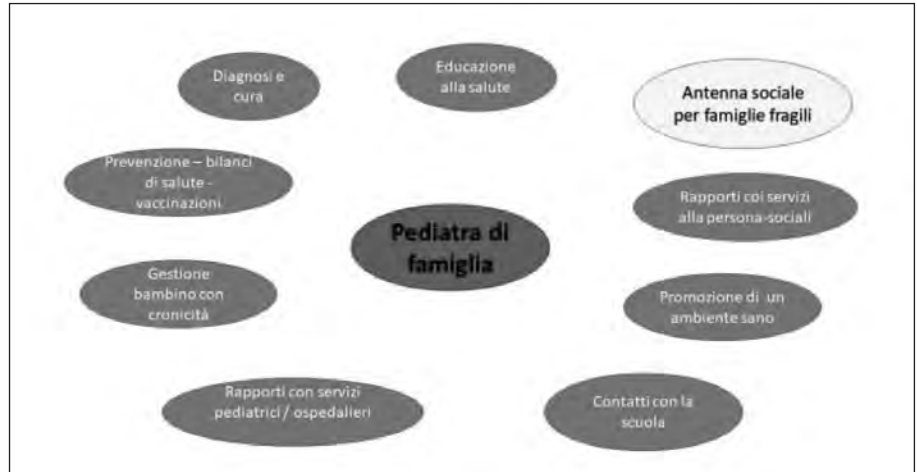 Diagnosi e
cura
Educazione
alla salute
Antenna sociale
per famiglie fragili
Prevenzione – bilanci
di salute -
vaccinazioni
Rapporti coi servizi
alla persona-sociali
Pediatra di
famiglia
Gestione
bambino con
cronicità
Promozione di un
ambiente sano
Rapporti con servizi
pediatrici / ospedalieri
Contatti con la
scuola